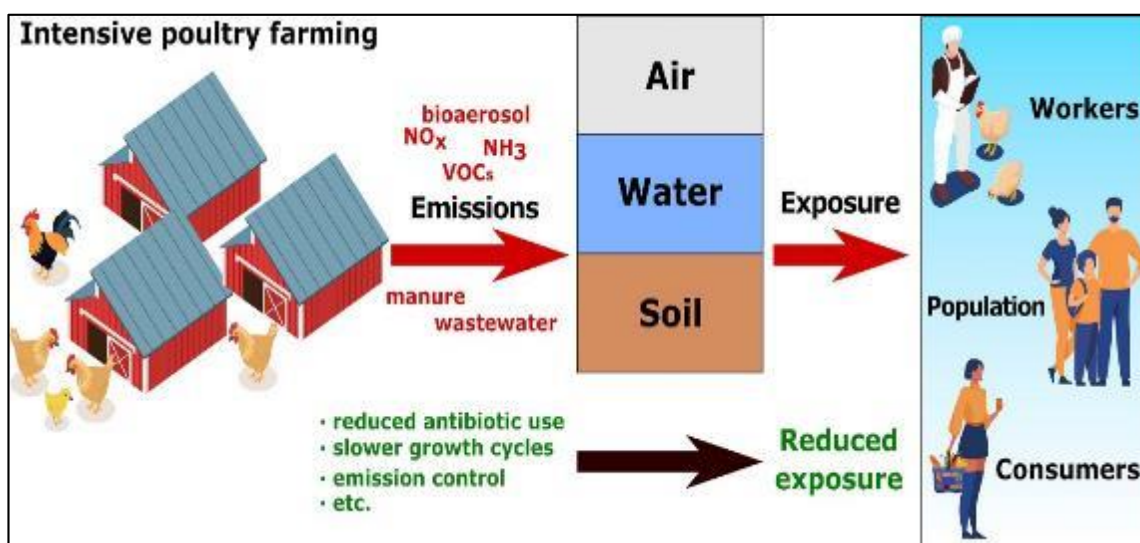 Intensive poultry farming
bioaerosol
NOx NH3
VOCs
Emissions
manure
wastewater
Air
Water
Soil
Exposure
Workers
Population
Consumers
· reduced antibiotic use
· slower growth cycles
· emission control
· etc.
Reduced
exposure